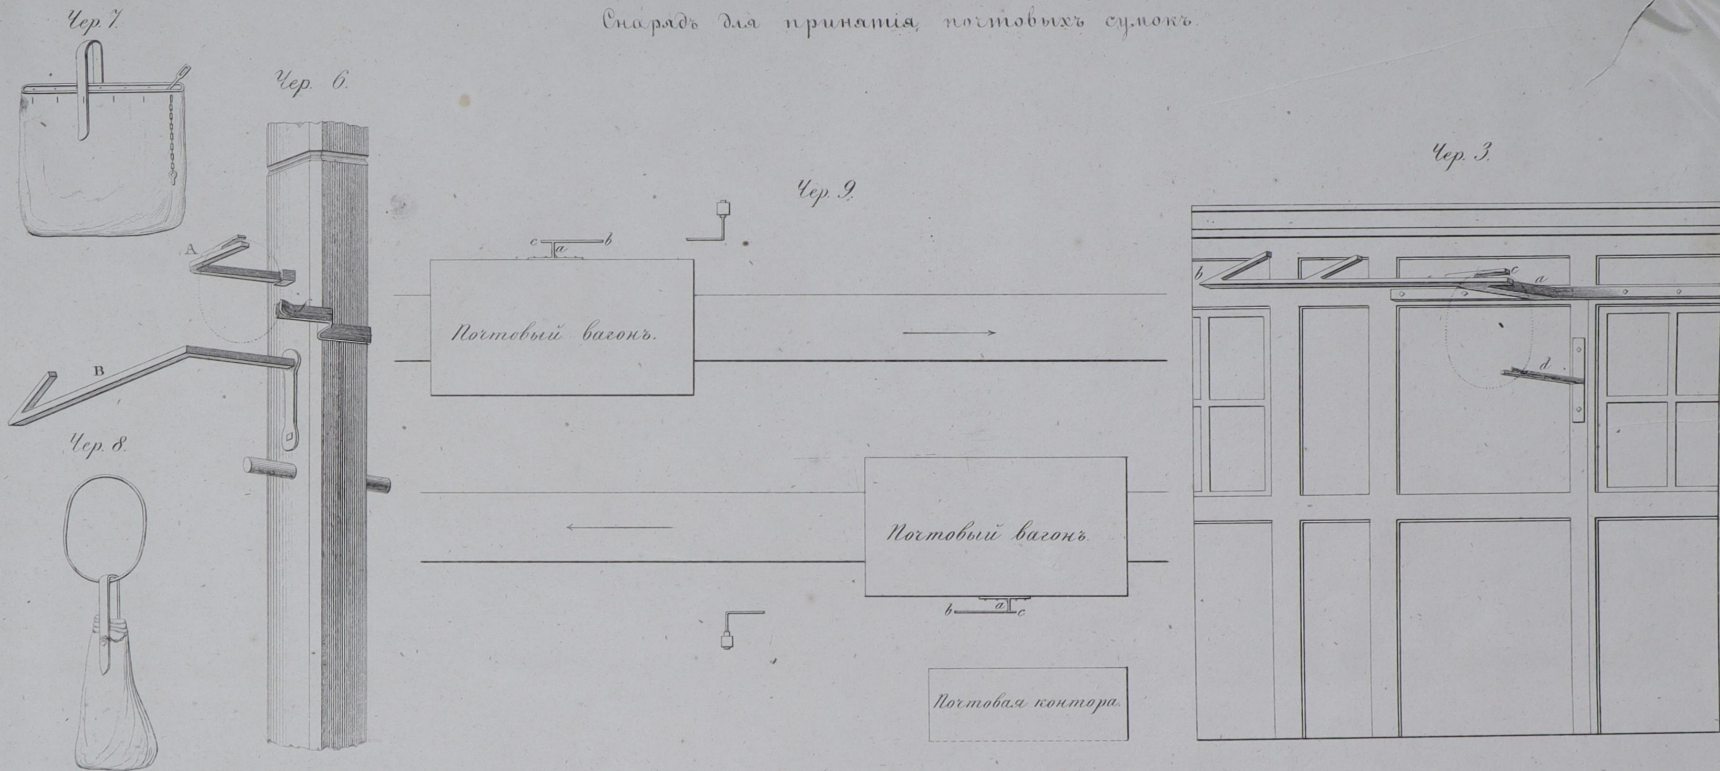 Снарядъ для принятія почтовыхъ сумокъ.
Чер. 7.
Чер. 6.
A
B
Чер. 8.
Чер. 9.
c a b
Почтовый вагонъ.
Почтовый вагонъ.
b a c
Почтовая контора.
Чер. 3.
b c a
d